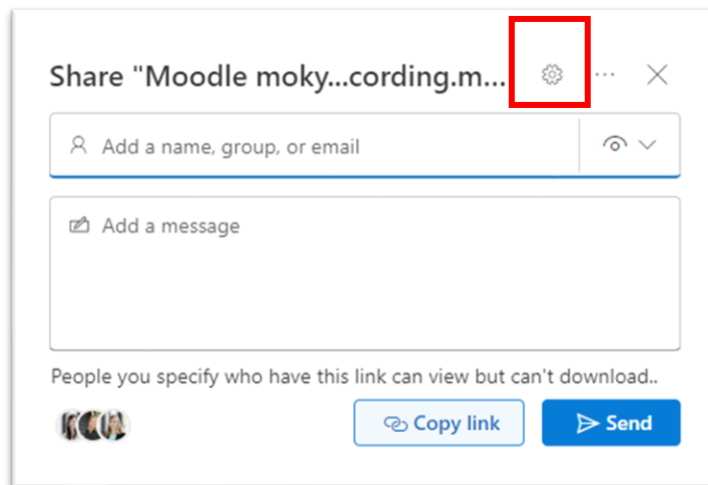 Share "Moodle moky...cording.m...
Add a name, group, or email
Add a message
People you specify who have this link can view but can't download..
Copy link
Send